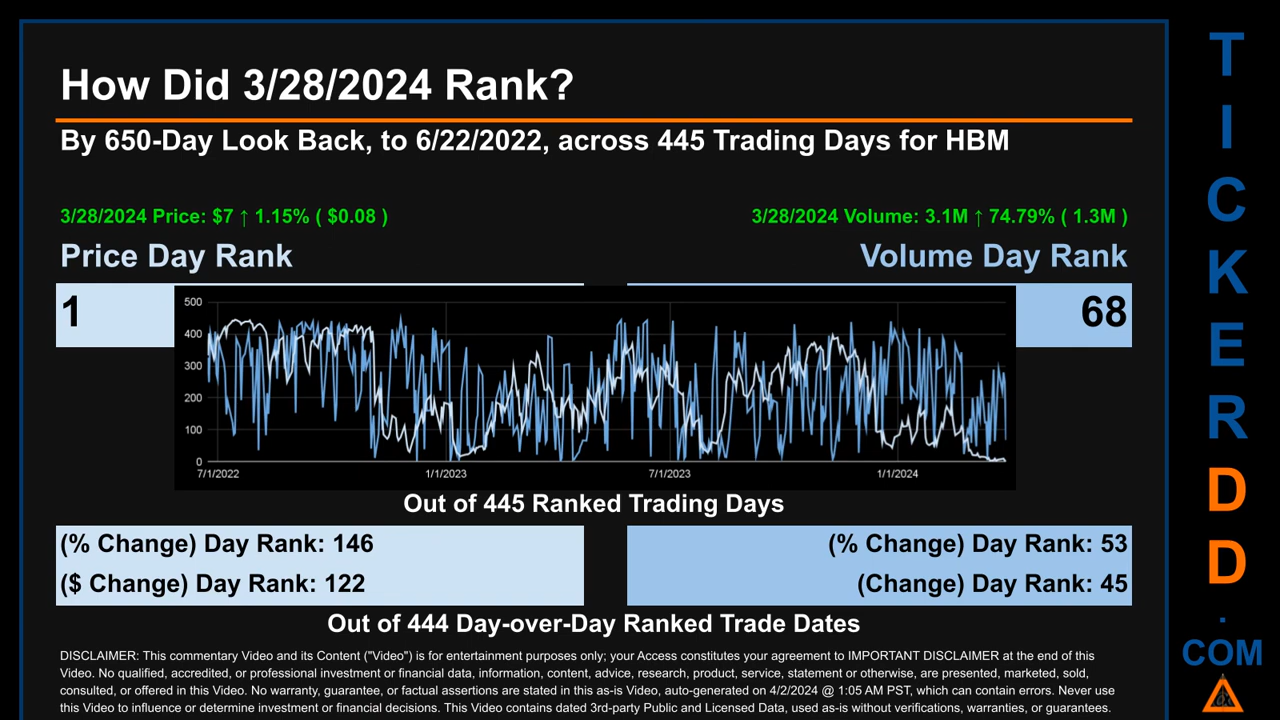 How Did 3/28/2024 Rank?
By 650-Day Look Back, to 6/22/2022, across 445 Trading Days for HBM
3/28/2024 Price: $7 ↑ 1.15% ( $0.08 )
3/28/2024 Volume: 3.1M ↑ 74.79% ( 1.3M )
Price Day Rank
Volume Day Rank
1
68
500
400
300
200
100
0
7/1/2022
1/1/2023
7/1/2023
1/1/2024
Out of 445 Ranked Trading Days
(% Change) Day Rank: 146
($ Change) Day Rank: 122
(% Change) Day Rank: 53
(Change) Day Rank: 45
Out of 444 Day-over-Day Ranked Trade Dates
DISCLAIMER: This commentary Video and its Content ("Video") is for entertainment purposes only; your Access constitutes your agreement to IMPORTANT DISCLAIMER at the end of this
Video. No qualified, accredited, or professional investment or financial data, information, content, advice, research, product, service, statement or otherwise, are presented, marketed, sold,
consulted, or offered in this Video. No warranty, guarantee, or factual assertions are stated in this as-is Video, auto-generated on 4/2/2024 @ 1:05 AM PST, which can contain errors. Never use
this Video to influence or determine investment or financial decisions. This Video contains dated 3rd-party Public and Licensed Data, used as-is without verifications, warranties, or guarantees.
T
I
C
K
E
R
D
D
.
COM